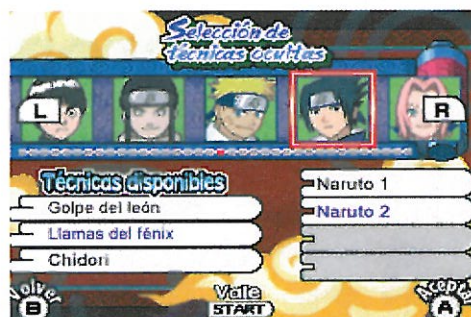 Selección de
técnicas ocultas
L
R
Técnicas disponibles
Golpe del león
Llamas del fénix
Chidori
Naruto 1
Naruto 2
Volver
B
Vale
START
Aceptar
A